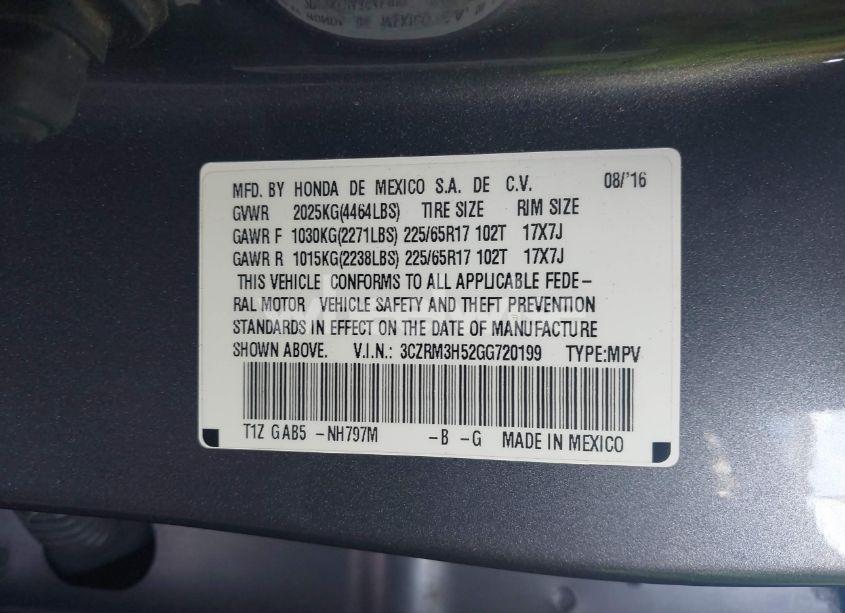 HONDA DE MEXICO
MFD. BY HONDA DE MEXICO S.A. DE C.V. 08/'16
GVWR 2025KG(4464LBS) TIRE SIZE RIM SIZE
GAWR F 1030KG(2271LBS) 225/65R17 102T 17X7J
GAWR R 1015KG(2238LBS) 225/65R17 102T 17X7J
THIS VEHICLE CONFORMS TO ALL APPLICABLE FEDE-
RAL MOTOR VEHICLE SAFETY AND THEFT PREVENTION
STANDARDS IN EFFECT ON THE DATE OF MANUFACTURE
SHOWN ABOVE. V.I.N.: 3CZRM3H52GG720199 TYPE:MPV
T1Z GAB5 -NH797M -B -G MADE IN MEXICO